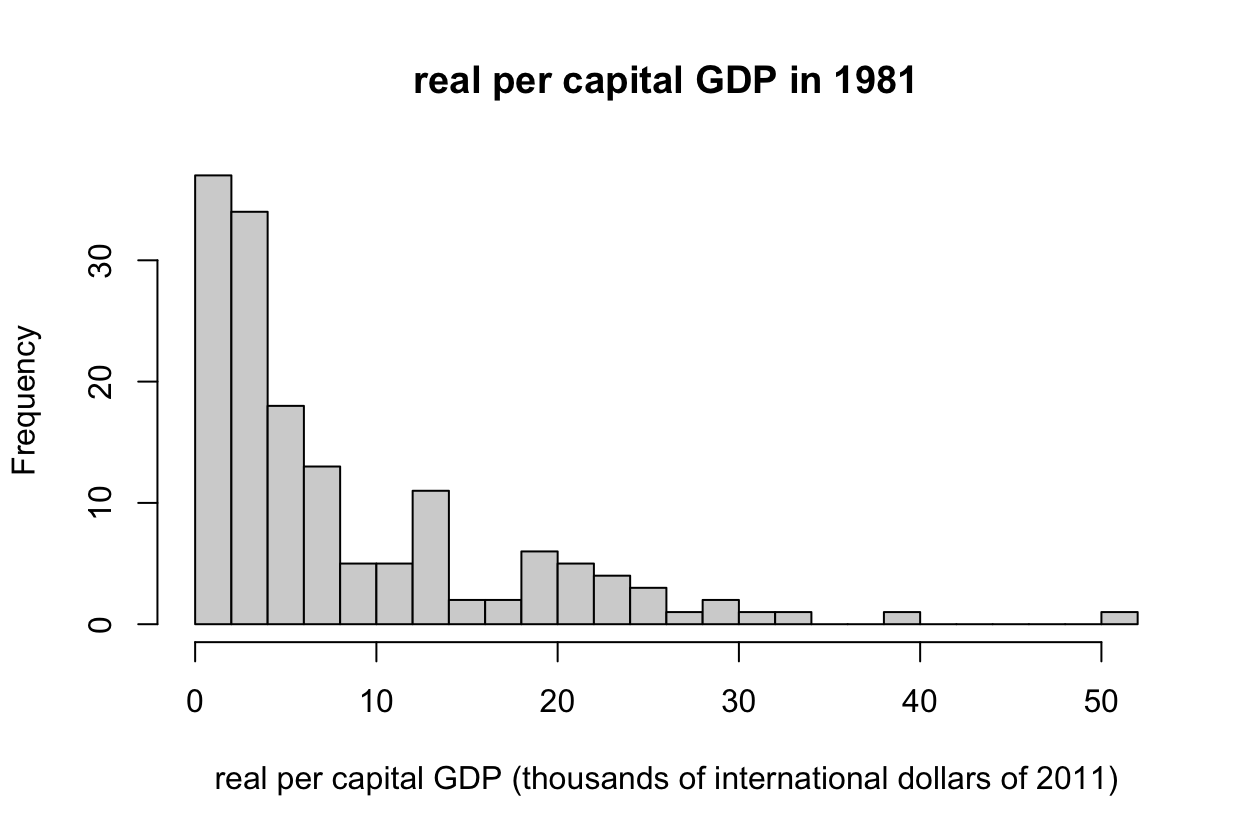 real per capital GDP in 1981
Frequency
30
20
10
0
0 10 20 30 40 50
real per capital GDP (thousands of international dollars of 2011)